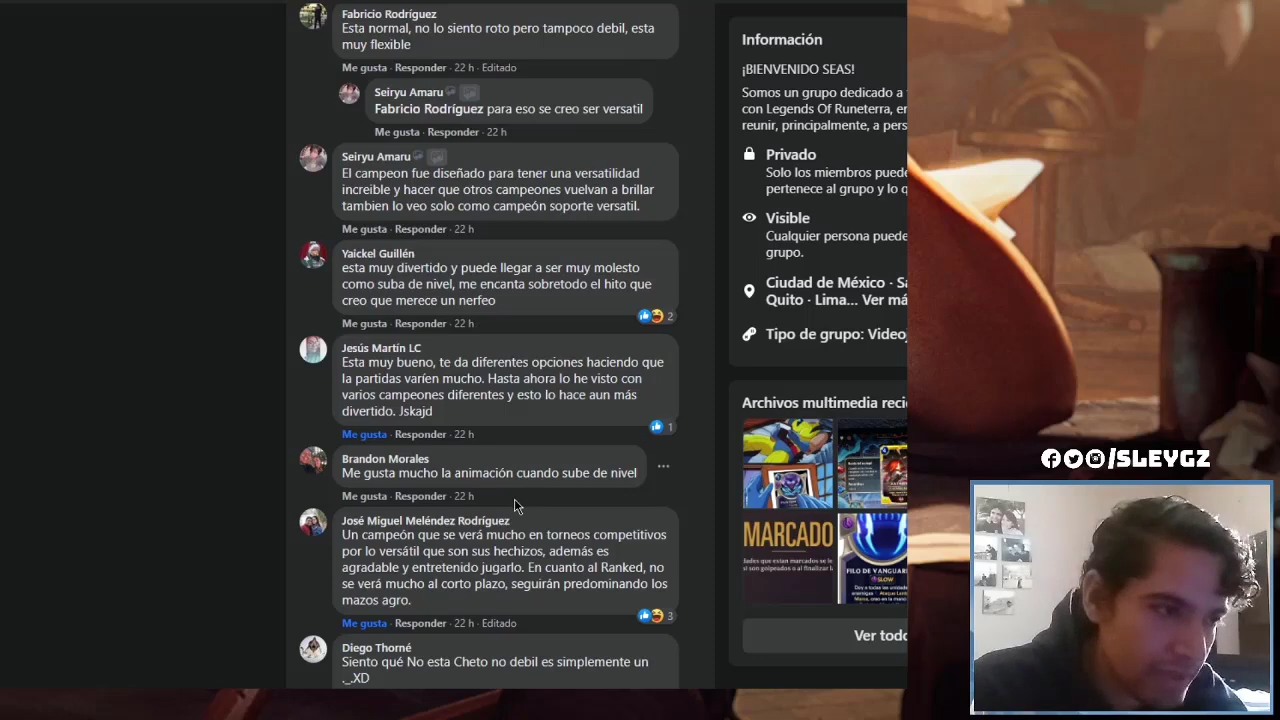 Fabricio Rodríguez
Esta normal, no lo siento roto pero tampoco debil, esta
muy flexible
Me gusta · Responder · 22 h · Editado
Seiryu Amaru
Fabricio Rodríguez para eso se creo ser versatil
Me gusta · Responder · 22 h
Seiryu Amaru
El campeon fue diseñado para tener una versatilidad
increible y hacer que otros campeones vuelvan a brillar
tambien lo veo solo como campeón soporte versatil.
Me gusta · Responder · 22 h
Yaickel Guillén
esta muy divertido y puede llegar a ser muy molesto
como suba de nivel, me encanta sobretodo el hito que
creo que merece un nerfeo
2
Me gusta · Responder · 22 h
Jesús Martín LC
Esta muy bueno, te da diferentes opciones haciendo que
la partidas varíen mucho. Hasta ahora lo he visto con
varios campeones diferentes y esto lo hace aun más
divertido. Jskajd
1
Me gusta · Responder · 22 h
Brandon Morales
Me gusta mucho la animación cuando sube de nivel
Me gusta · Responder · 22 h
José Miguel Meléndez Rodríguez
Un campeón que se verá mucho en torneos competitivos
por lo versátil que son sus hechizos, además es
agradable y entretenido jugarlo. En cuanto al Ranked, no
se verá mucho al corto plazo, seguirán predominando los
mazos agro.
3
Me gusta · Responder · 22 h · Editado
Diego Thorné
Siento qué No esta Cheto no debil es simplemente un
._.XD
Información
¡BIENVENIDO SEAS!
Somos un grupo dedicado a
con Legends Of Runeterra, en
reunir, principalmente, a pers
Privado
Solo los miembros puede
pertenece al grupo y lo q
Visible
Cualquier persona puede
grupo.
Ciudad de México · Sa
Quito · Lima... Ver má
Tipo de grupo: Videoj
Archivos multimedia reci
MARCADO
FILO DE VANGUAR
SLOW
Ver todo
/SLEYGZ